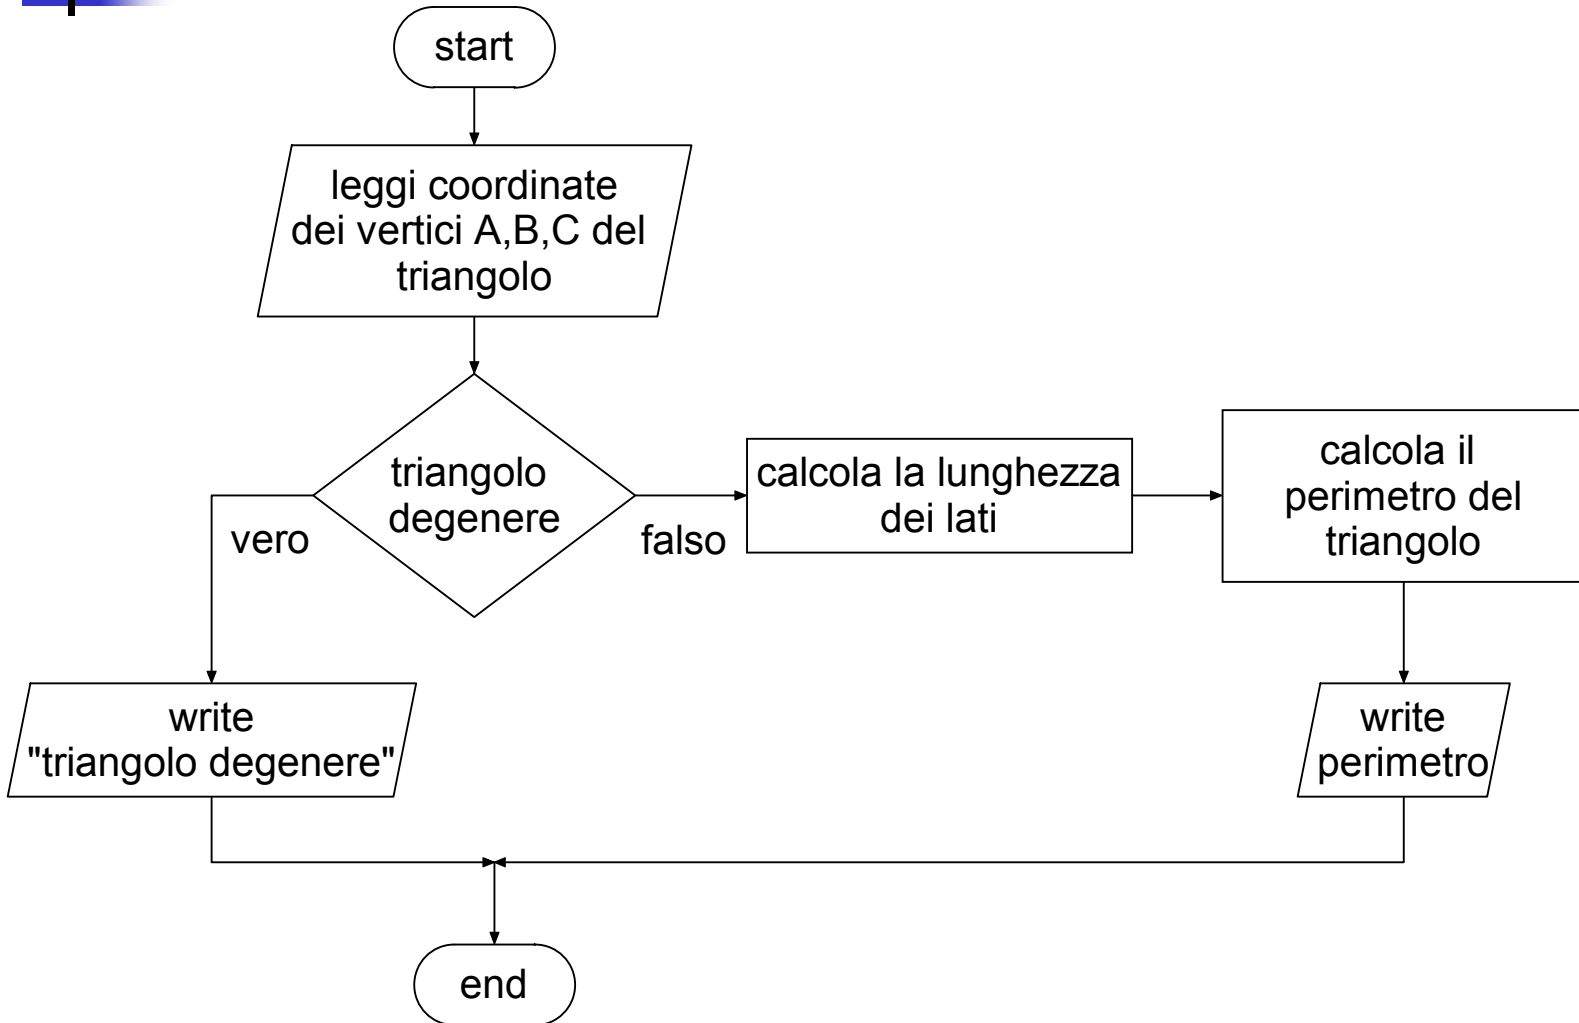 start
leggi coordinate
dei vertici A,B,C del
triangolo
triangolo
degenere
vero
falso
calcola la lunghezza
dei lati
calcola il
perimetro del
triangolo
write
"triangolo degenere"
write
perimetro
end